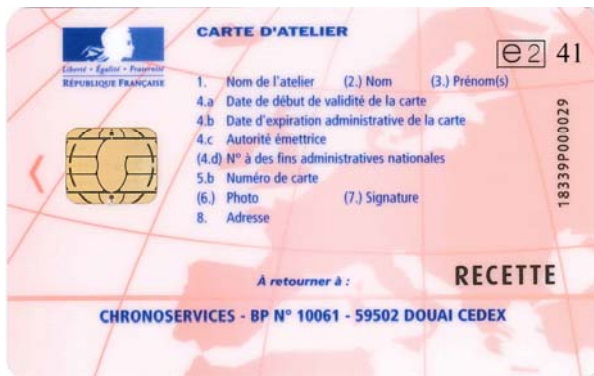 CARTE D'ATELIER
e2 41
Liberté • Égalité • Fraternité
RÉPUBLIQUE FRANÇAISE
1. Nom de l'atelier (2.) Nom (3.) Prénom(s)
4.a Date de début de validité de la carte
4.b Date d'expiration administrative de la carte
4.c Autorité émettrice
(4.d) N° à des fins administratives nationales
5.b Numéro de carte
(6.) Photo (7.) Signature
8. Adresse
18339P000029
À retourner à :
RECETTE
CHRONOSERVICES - BP N° 10061 - 59502 DOUAI CEDEX